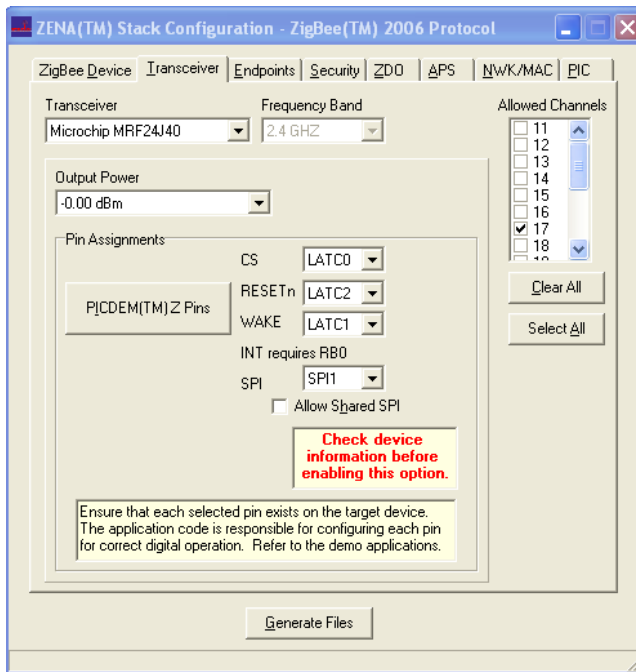 ZENA(TM) Stack Configuration - ZigBee(TM) 2006 Protocol
ZigBee Device Transceiver Endpoints Security ZDO APS NWK/MAC PIC
Transceiver Frequency Band Allowed Channels
Microchip MRF24J40 2.4 GHZ
11
12
13
14
15
16
17
18
Output Power
-0.00 dBm
Pin Assignments
CS LATC0
PICDEM(TM) Z Pins
RESETn LATC2
WAKE LATC1
INT requires RB0
SPI SPI1
Allow Shared SPI
Clear All
Select All
Check device
information before
enabling this option.
Ensure that each selected pin exists on the target device.
The application code is responsible for configuring each pin
for correct digital operation. Refer to the demo applications.
Generate Files